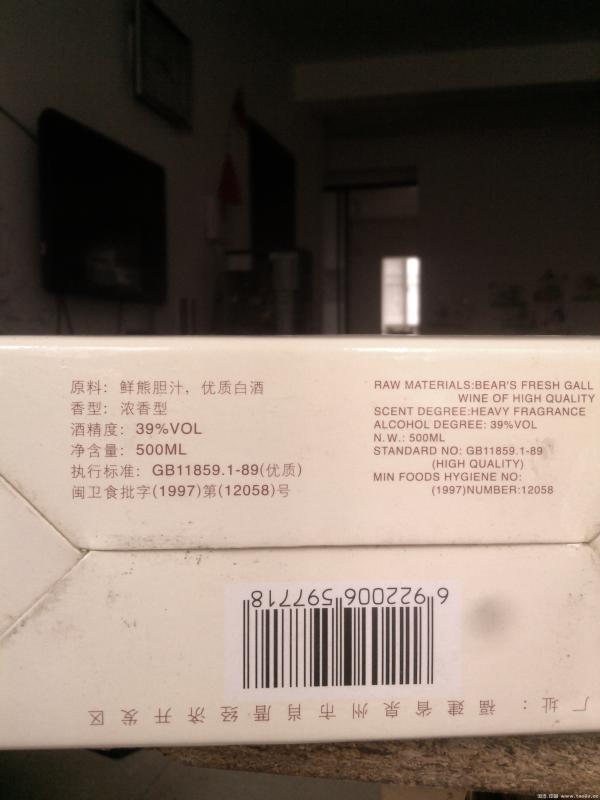 原料：鲜熊胆汁，优质白酒
香型：浓香型
酒精度：39%VOL
净含量：500ML
执行标准：GB11859.1-89(优质)
闽卫食批字(1997)第(12058)号
RAW MATERIALS:BEAR'S FRESH GALL
WINE OF HIGH QUALITY
SCENT DEGREE:HEAVY FRAGRANCE
ALCOHOL DEGREE: 39%VOL
N.W.: 500ML
STANDARD NO: GB11859.1-89
(HIGH QUALITY)
MIN FOODS HYGIENE NO:
(1997)NUMBER:12058
6 922006 597718
厂址：福建省泉州市肖厝经济开发区